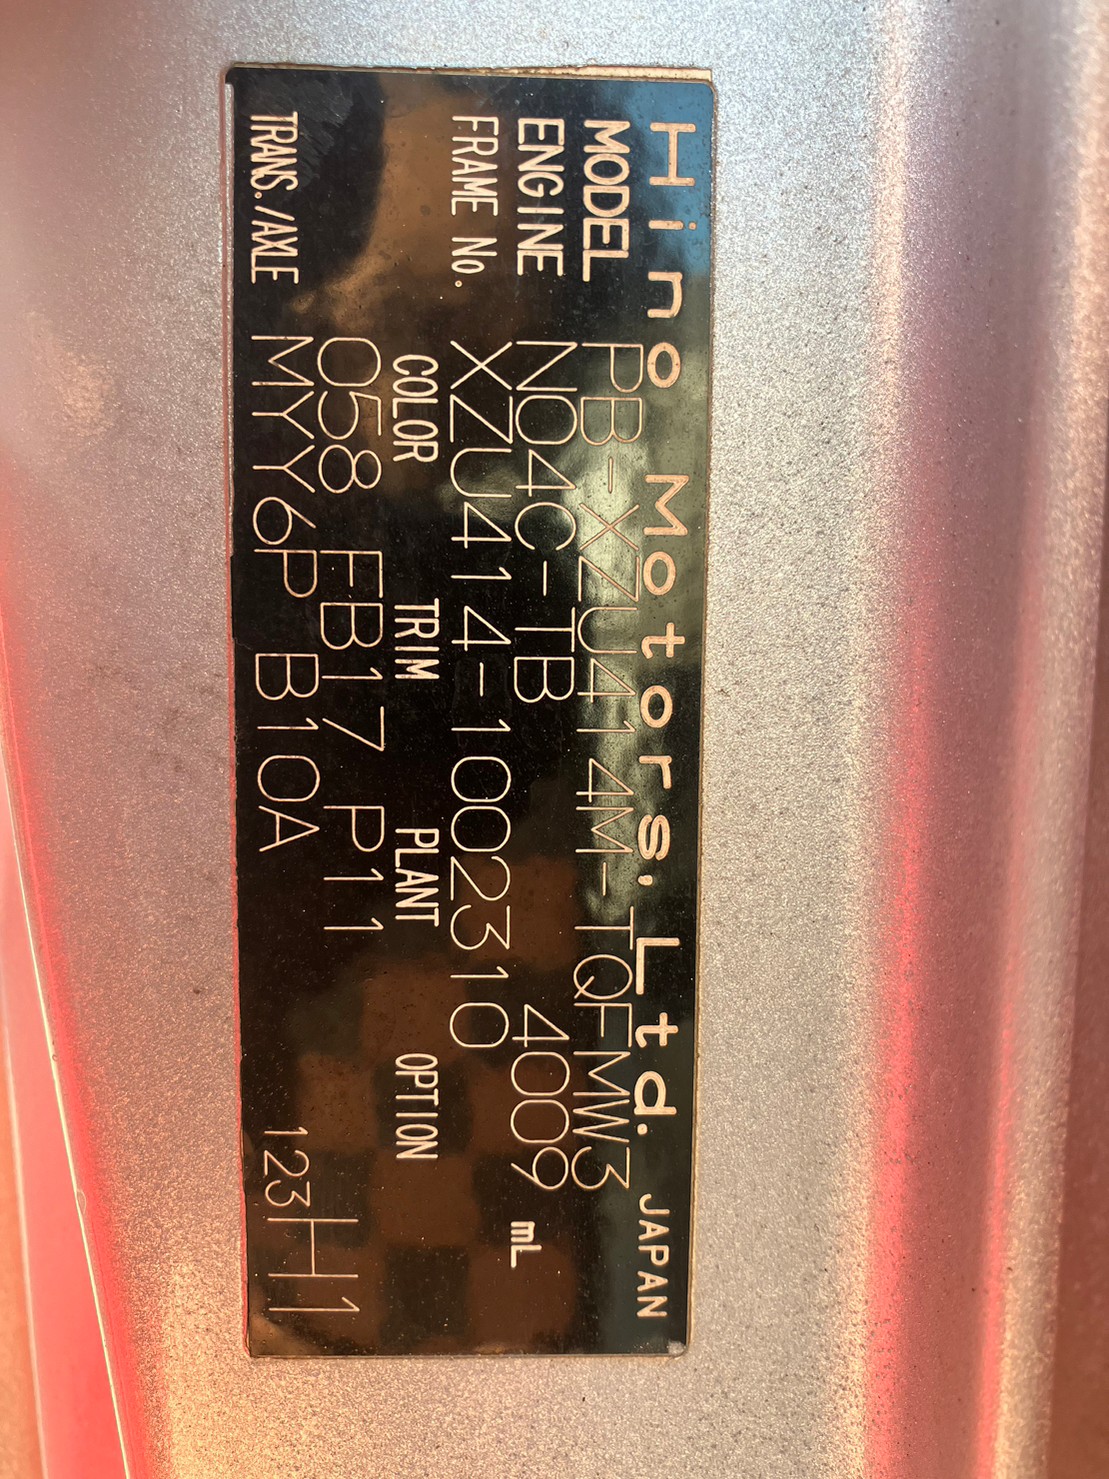 Hino Motors, Ltd. JAPAN
MODEL PB-XZU414M-TQFMW3
ENGINE N04C-TB 4009 mL
FRAME No. XZU414-1002310
COLOR TRIM PLANT OPTION
058 FB17 P11
TRANS./AXLE MYY6P B10A 123H1